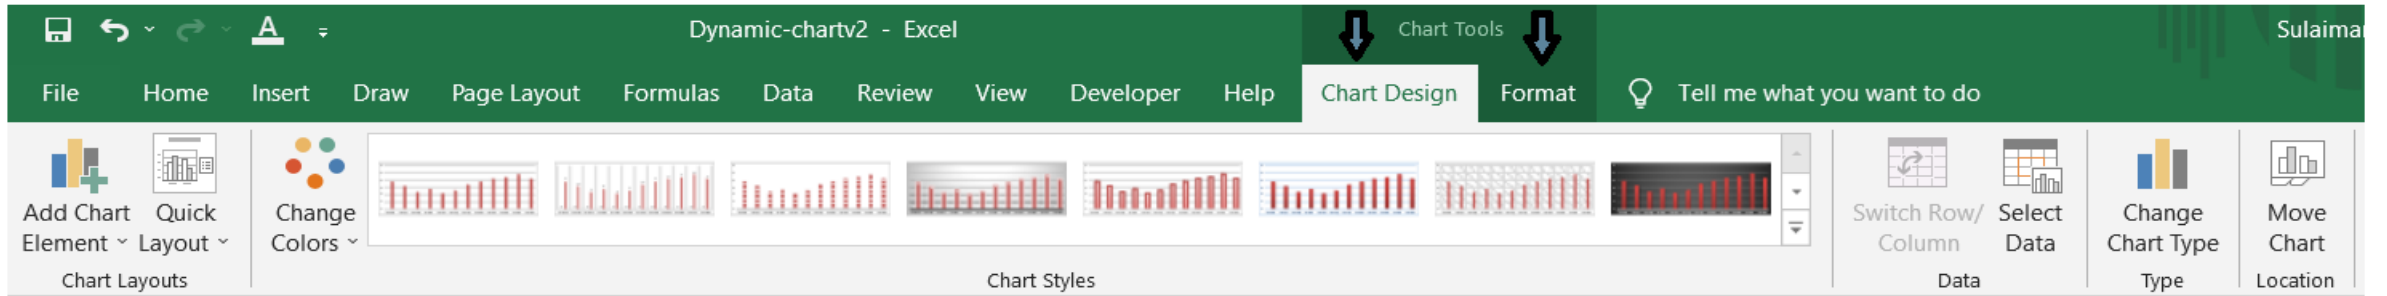 A
Dynamic-chartv2 - Excel
Chart Tools
Sulaiman
File Home Insert Draw Page Layout Formulas Data Review View Developer Help Chart Design Format Tell me what you want to do
Add Chart
Element
Quick
Layout
Chart Layouts
Change
Colors
Chart Styles
Switch Row/
Column
Select
Data
Data
Change
Chart Type
Type
Move
Chart
Location